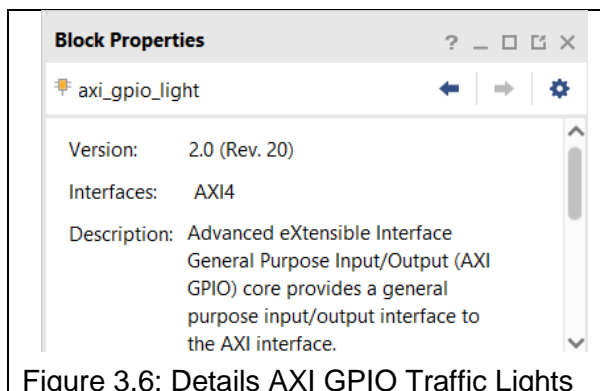 Block Properties
axi_gpio_light
Version: 2.0 (Rev. 20)
Interfaces: AXI4
Description: Advanced eXtensible Interface
General Purpose Input/Output (AXI
GPIO) core provides a general
purpose input/output interface to
the AXI interface.
Figure 3.6: Details AXI GPIO Traffic Lights